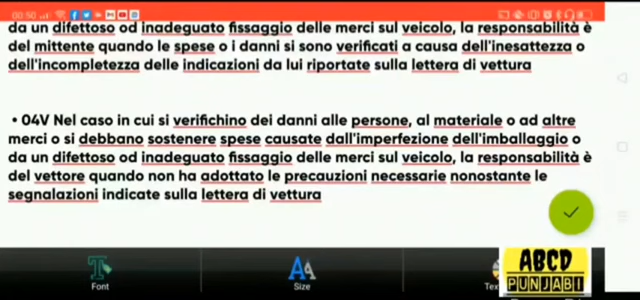 00:50
da un difettoso od inadeguato fissaggio delle merci sul veicolo, la responsabilità è
del mittente quando le spese o i danni si sono verificati a causa dell'inesattezza o
dell'incompletezza delle indicazioni da lui riportate sulla lettera di vettura
• 04V Nel caso in cui si verifichino dei danni alle persone, al materiale o ad altre
merci o si debbano sostenere spese causate dall'imperfezione dell'imballaggio o
da un difettoso od inadeguato fissaggio delle merci sul veicolo, la responsabilità è
del vettore quando non ha adottato le precauzioni necessarie nonostante le
segnalazioni indicate sulla lettera di vettura
Font
Size
ABCD
PUNJABI